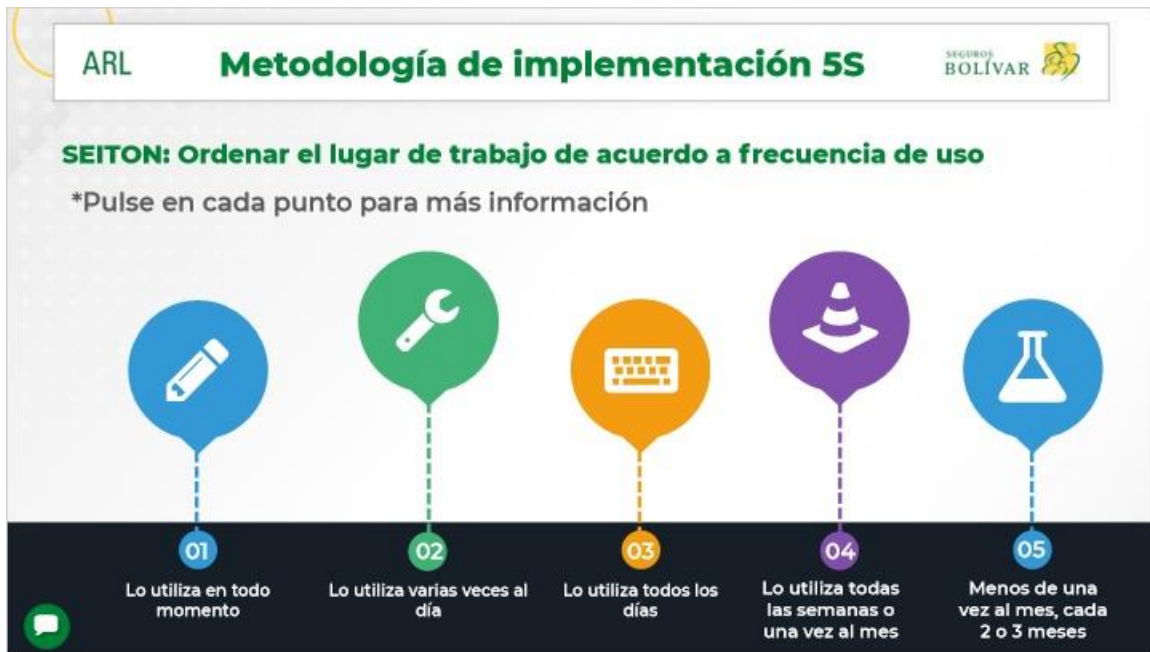 ARL
Metodología de implementación 5S
SEGUROS
BOLÍVAR
SEITON: Ordenar el lugar de trabajo de acuerdo a frecuencia de uso
*Pulse en cada punto para más información
01
Lo utiliza en todo
momento
02
Lo utiliza varias veces al
día
03
Lo utiliza todos los
días
04
Lo utiliza todas
las semanas o
una vez al mes
05
Menos de una
vez al mes, cada
2 o 3 meses